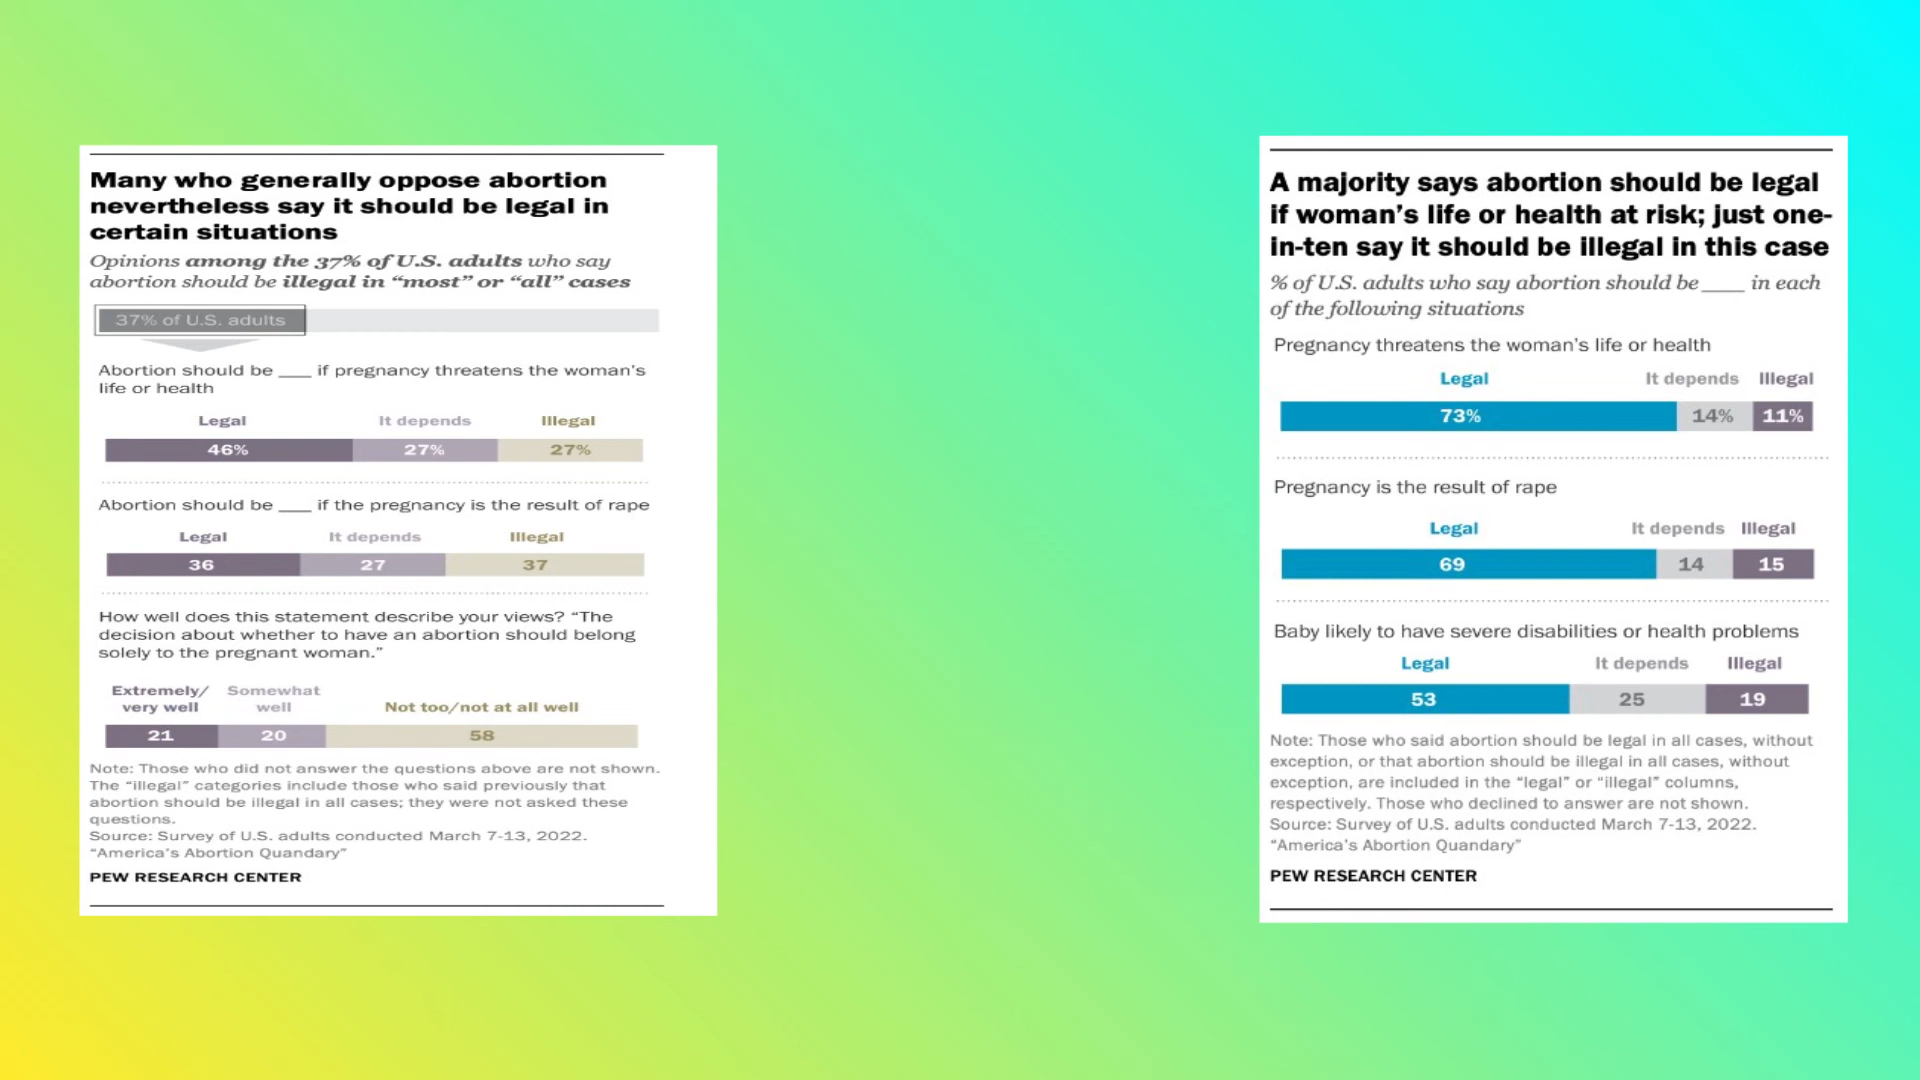 Many who generally oppose abortion
nevertheless say it should be legal in
certain situations
Opinions among the 37% of U.S. adults who say
abortion should be illegal in “most” or “all” cases
37% of U.S. adults
Abortion should be ___ if pregnancy threatens the woman’s
life or health
Legal It depends Illegal
46% 27% 27%
Abortion should be ___ if the pregnancy is the result of rape
Legal It depends Illegal
36 27 37
How well does this statement describe your views? “The
decision about whether to have an abortion should belong
solely to the pregnant woman.”
Extremely/ Somewhat
very well well Not too/not at all well
21 20 58
Note: Those who did not answer the questions above are not shown.
The “illegal” categories include those who said previously that
abortion should be illegal in all cases; they were not asked these
questions.
Source: Survey of U.S. adults conducted March 7-13, 2022.
“America’s Abortion Quandary”
PEW RESEARCH CENTER
A majority says abortion should be legal
if woman’s life or health at risk; just one-
in-ten say it should be illegal in this case
% of U.S. adults who say abortion should be ___ in each
of the following situations
Pregnancy threatens the woman’s life or health
Legal It depends Illegal
73% 14% 11%
Pregnancy is the result of rape
Legal It depends Illegal
69 14 15
Baby likely to have severe disabilities or health problems
Legal It depends Illegal
53 25 19
Note: Those who said abortion should be legal in all cases, without
exception, or that abortion should be illegal in all cases, without
exception, are included in the “legal” or “illegal” columns,
respectively. Those who declined to answer are not shown.
Source: Survey of U.S. adults conducted March 7-13, 2022.
“America’s Abortion Quandary”
PEW RESEARCH CENTER